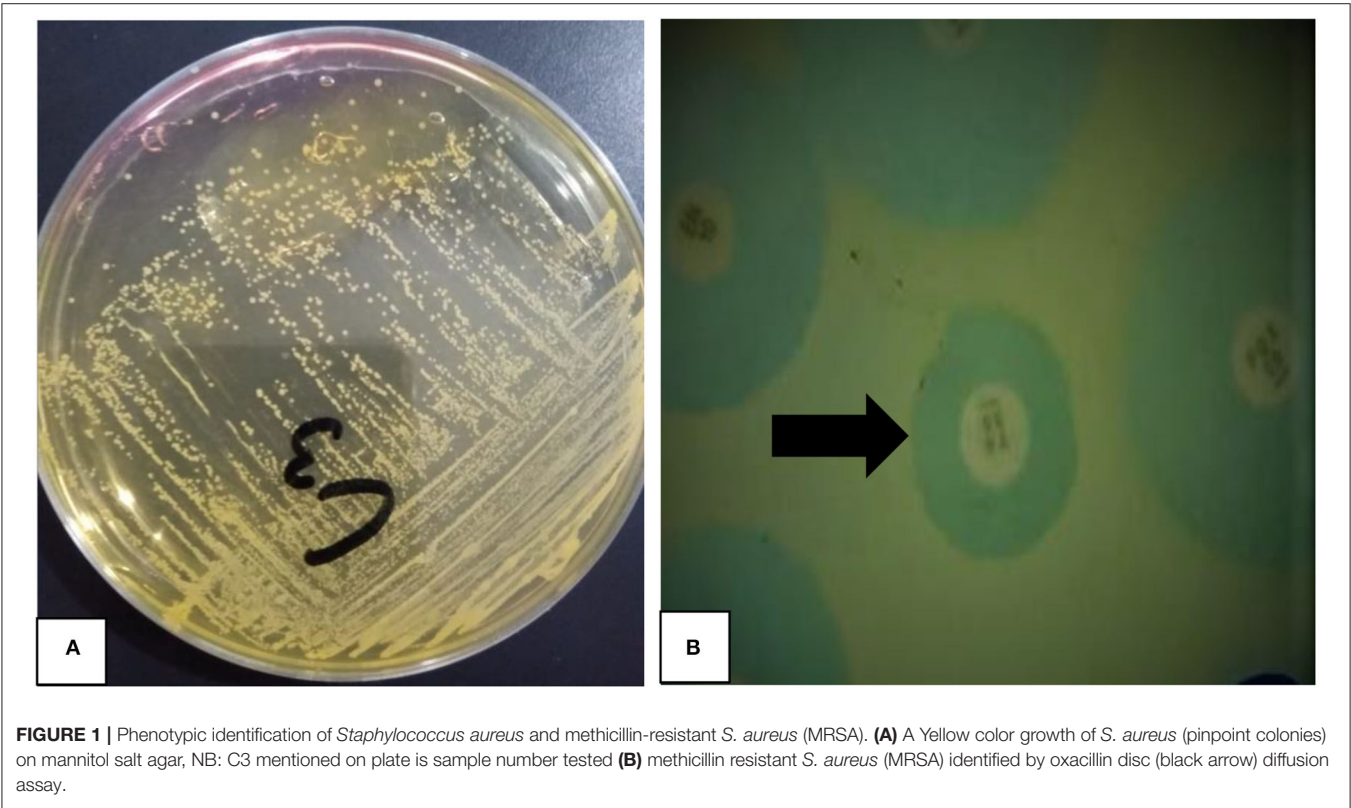 C3
A
B
FIGURE 1 | Phenotypic identification of Staphylococcus aureus and methicillin-resistant S. aureus (MRSA). (A) A Yellow color growth of S. aureus (pinpoint colonies)
on mannitol salt agar, NB: C3 mentioned on plate is sample number tested (B) methicillin resistant S. aureus (MRSA) identified by oxacillin disc (black arrow) diffusion
assay.